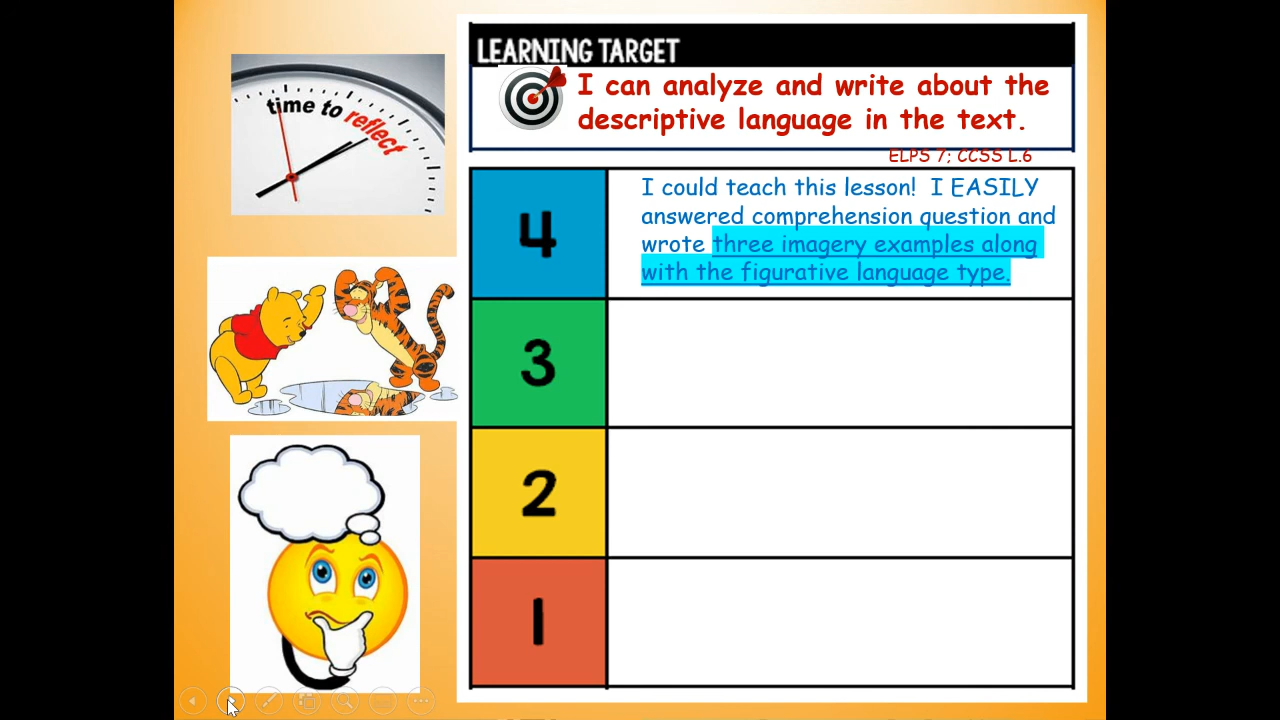 time to reflect
LEARNING TARGET
I can analyze and write about the
descriptive language in the text.
ELPS 7; CCSS L.6
4
I could teach this lesson!  I EASILY
answered comprehension question and
wrote three imagery examples along
with the figurative language type.
3
2
1